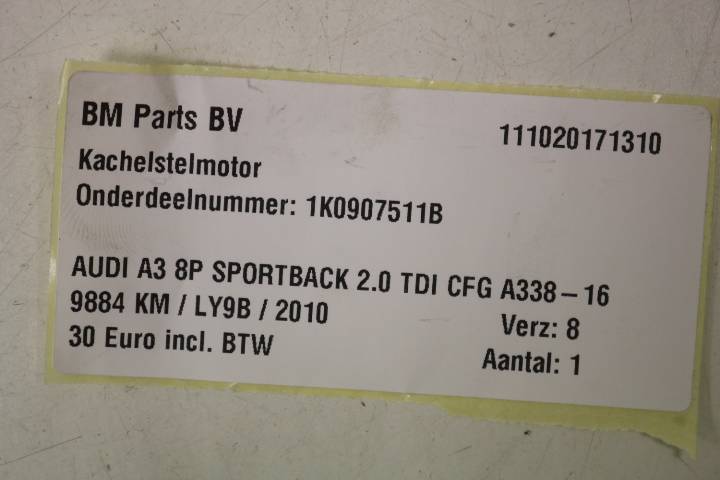 BM Parts BV 111020171310
Kachelstelmotor
Onderdeelnummer: 1K0907511B
AUDI A3 8P SPORTBACK 2.0 TDI CFG A338-16
9884 KM / LY9B / 2010 Verz: 8
30 Euro incl. BTW Aantal: 1